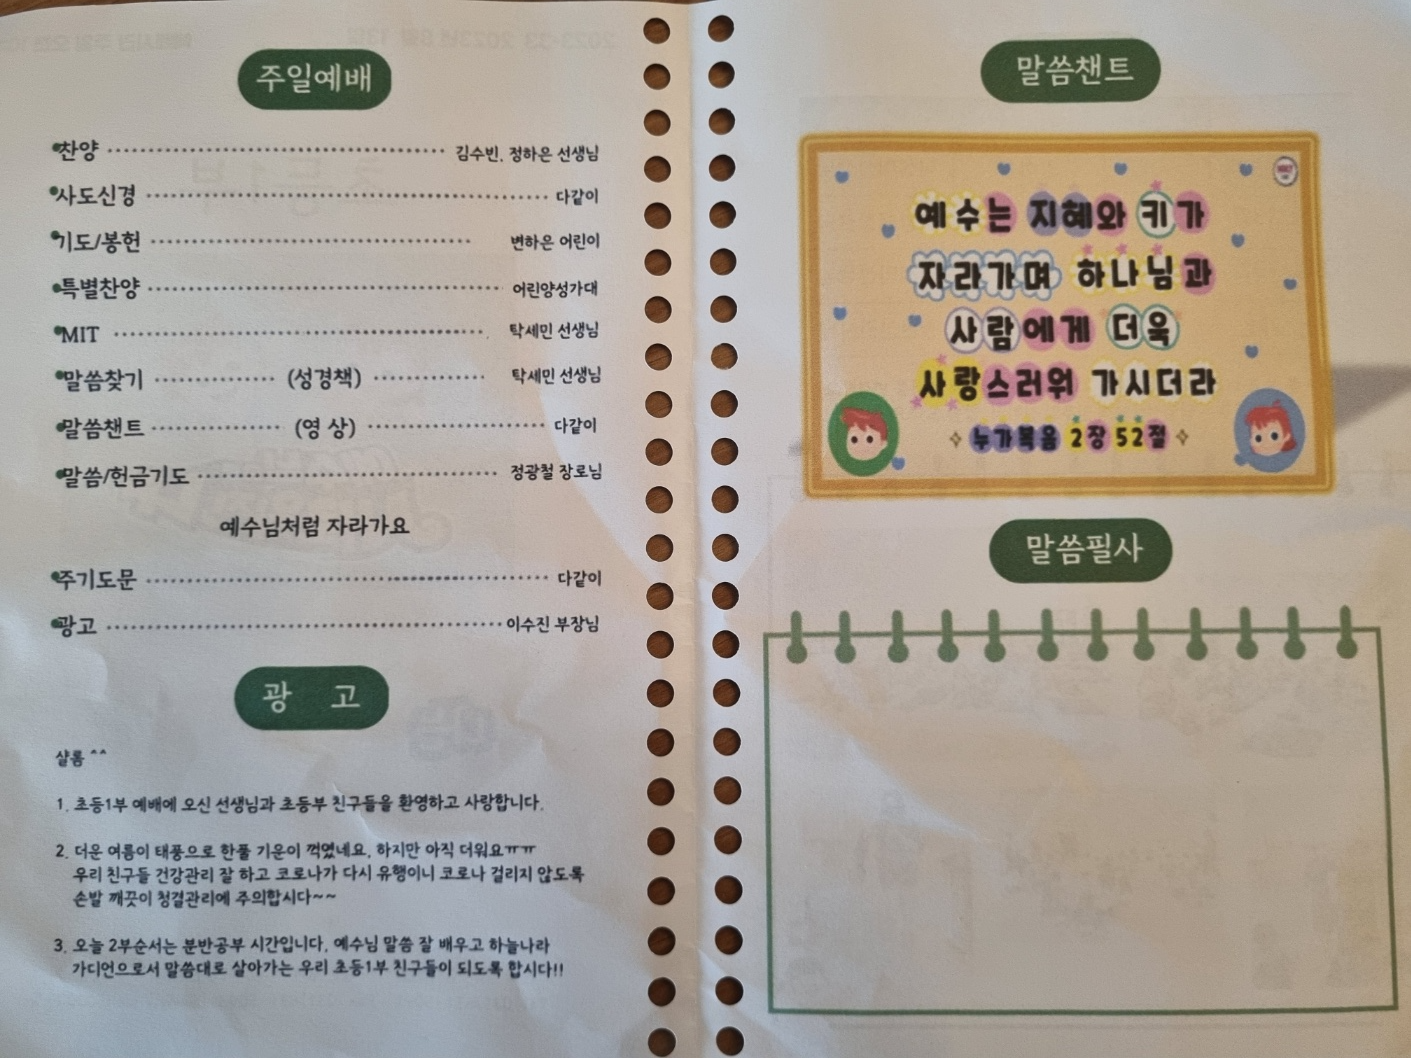 주일예배
찬양 김수빈, 정하은 선생님
사도신경 다같이
기도/봉헌 변하은 어린이
특별찬양 어린양성가대
MIT 탁세민 선생님
말씀찾기 (성경책) 탁세민 선생님
말씀챈트 (영 상) 다같이
말씀/헌금기도 정광철 장로님
예수님처럼 자라가요
주기도문 다같이
광고 이수진 부장님
광 고
샬롬 ^^
1. 초등1부 예배에 오신 선생님과 초등부 친구들을 환영하고 사랑합니다.
2. 더운 여름이 태풍으로 한풀 기운이 꺽였네요, 하지만 아직 더워요ㅠㅠ
우리 친구들 건강관리 잘 하고 코로나가 다시 유행이니 코로나 걸리지 않도록
손발 깨끗이 청결관리에 주의합시다~~
3. 오늘 2부순서는 분반공부 시간입니다, 예수님 말씀 잘 배우고 하늘나라
가디언으로서 말씀대로 살아가는 우리 초등1부 친구들이 되도록 합시다!!
말씀챈트
예수는 지혜와 키가
자라가며 하나님과
사람에게 더욱
사랑스러워 가시더라
누가복음 2장 52절
말씀필사